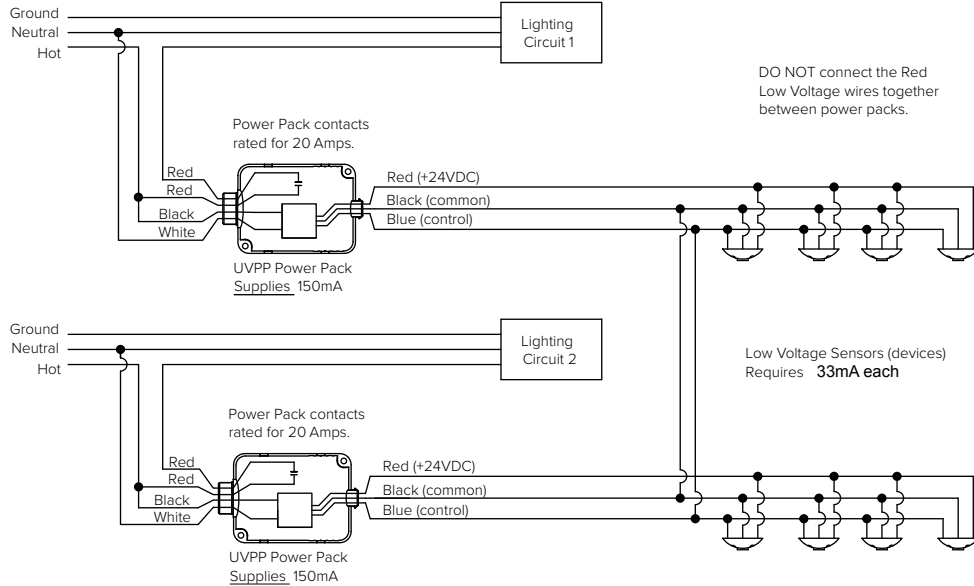 Ground
Neutral
Hot
Lighting
Circuit 1
DO NOT connect the Red
Low Voltage wires together
between power packs.
Power Pack contacts
rated for 20 Amps.
Red
Red
Black
White
Red (+24VDC)
Black (common)
Blue (control)
UVPP Power Pack
Supplies 150mA
Ground
Neutral
Hot
Lighting
Circuit 2
Low Voltage Sensors (devices)
Requires 33mA each
Power Pack contacts
rated for 20 Amps.
Red
Red
Black
White
Red (+24VDC)
Black (common)
Blue (control)
UVPP Power Pack
Supplies 150mA